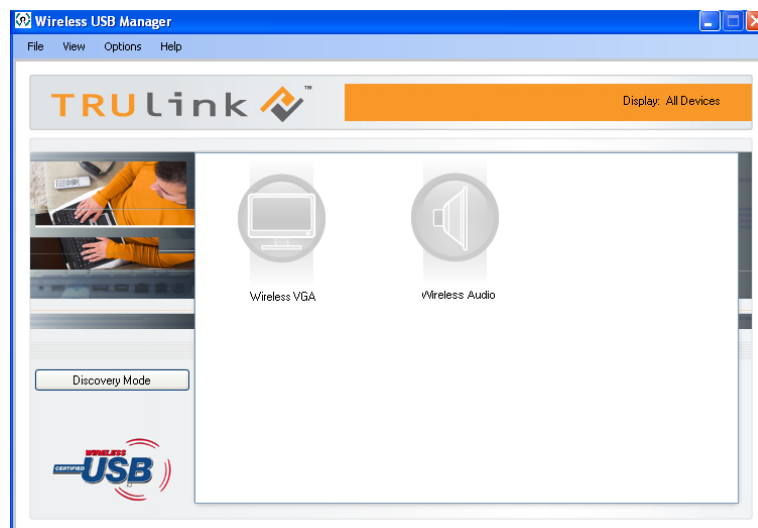 Wireless USB Manager
File View Options Help
TRULink ™
Display: All Devices
Wireless VGA
Wireless Audio
Discovery Mode
CERTIFIED
WIRELESS
USB